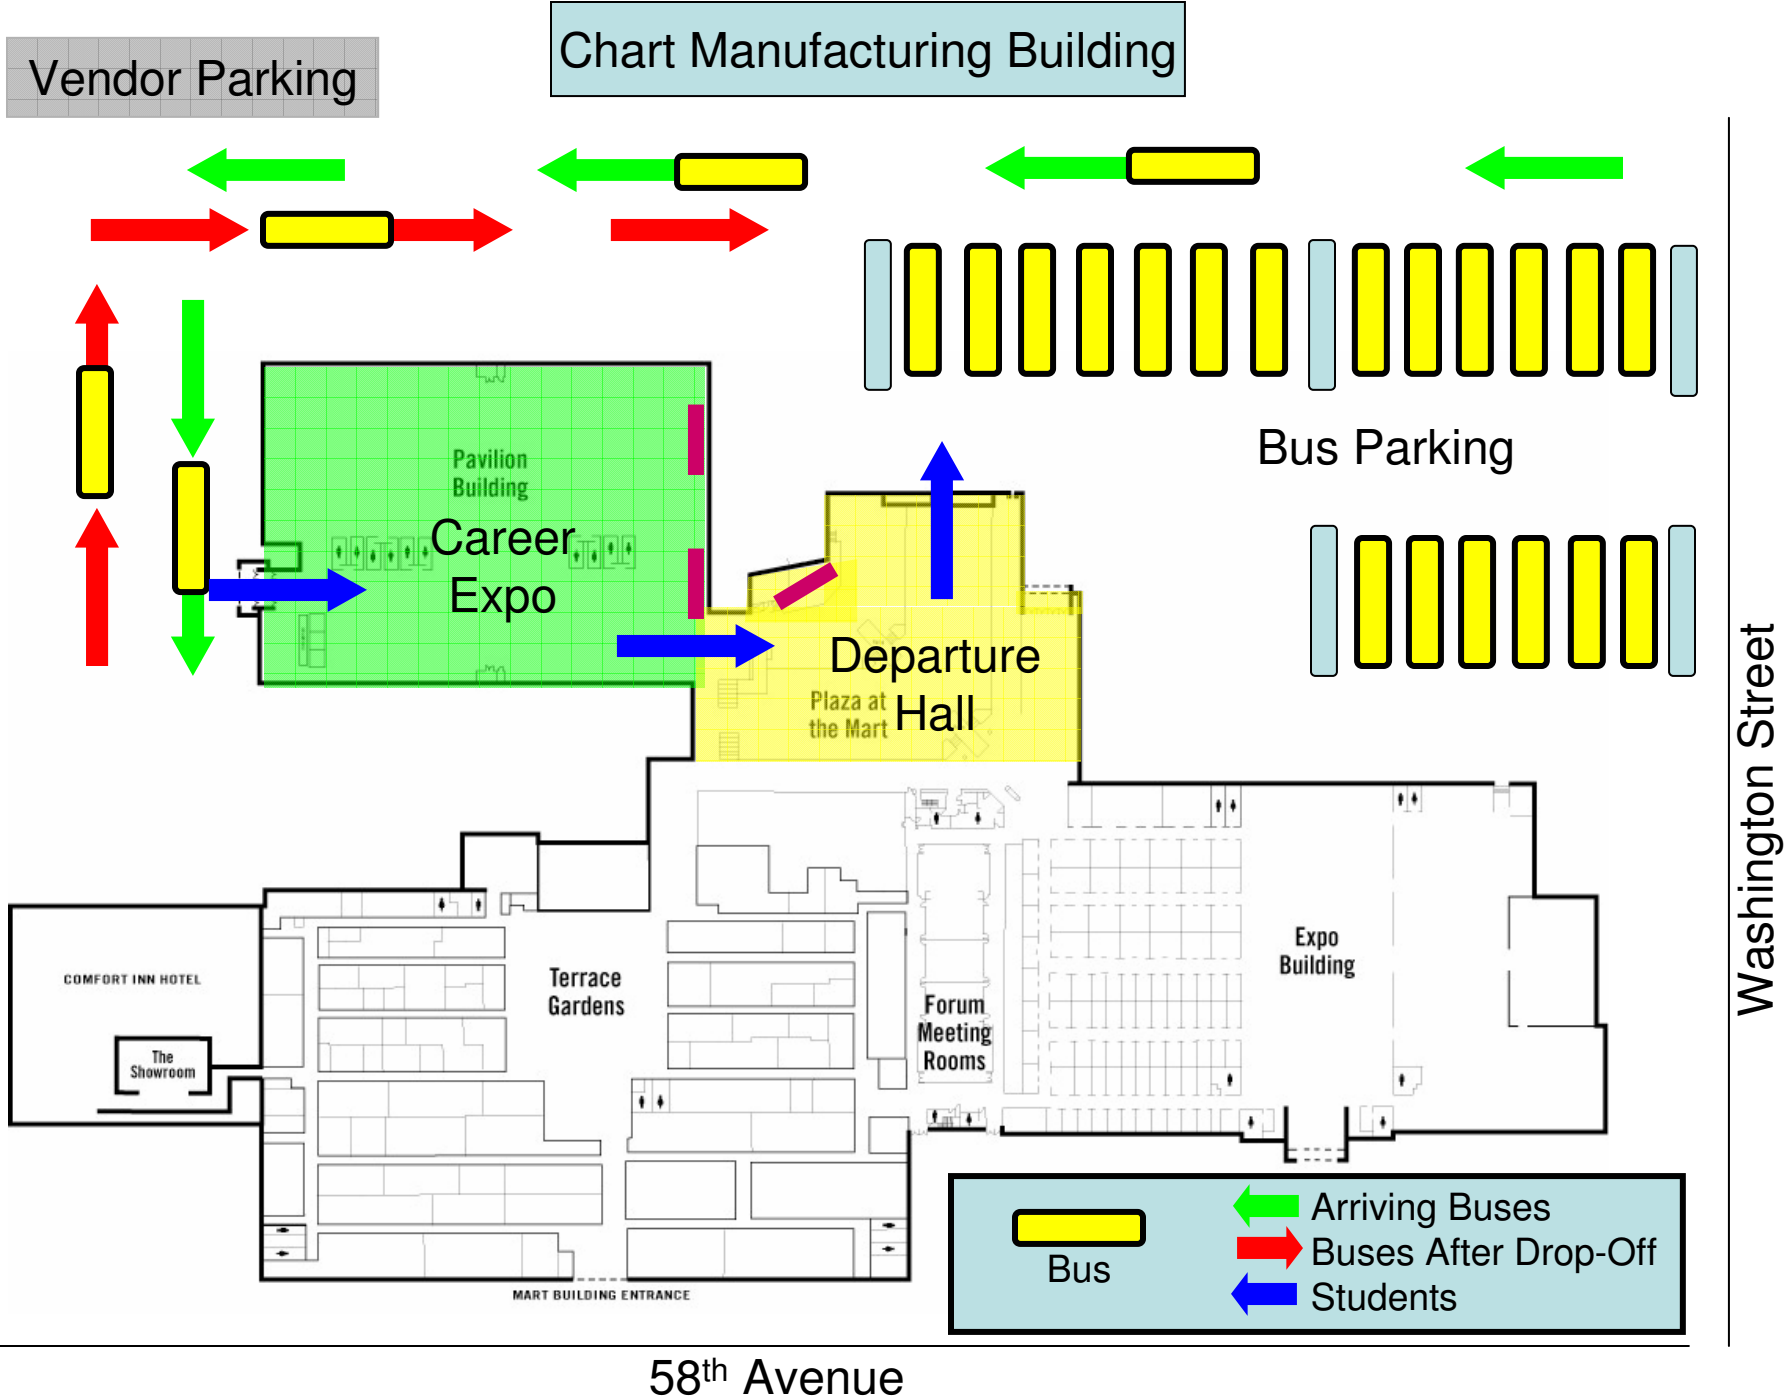 Chart Manufacturing Building
Vendor Parking
Bus Parking
Pavilion
Building
Career
Expo
Departure
Hall
Plaza at
the Mart
Washington Street
Expo
Building
COMFORT INN HOTEL
Terrace
Gardens
Forum
Meeting
Rooms
The
Showroom
Arriving Buses
Buses After Drop-Off
Bus
Students
MART BUILDING ENTRANCE
58th Avenue